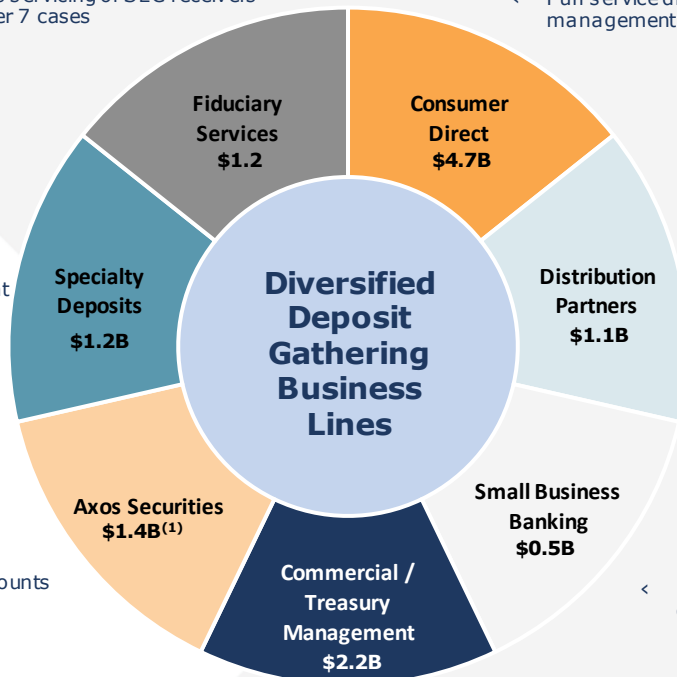 er 7 cases
management
Fiduciary
Services
$1.2
Consumer
Direct
$4.7B
Distribution
Partners
$1.1B
Small Business
Banking
$0.5B
Commercial /
Treasury
Management
$2.2B
Axos Securities
$1.4B(1)
Specialty
Deposits
$1.2B
Diversified
Deposit
Gathering
Business
Lines